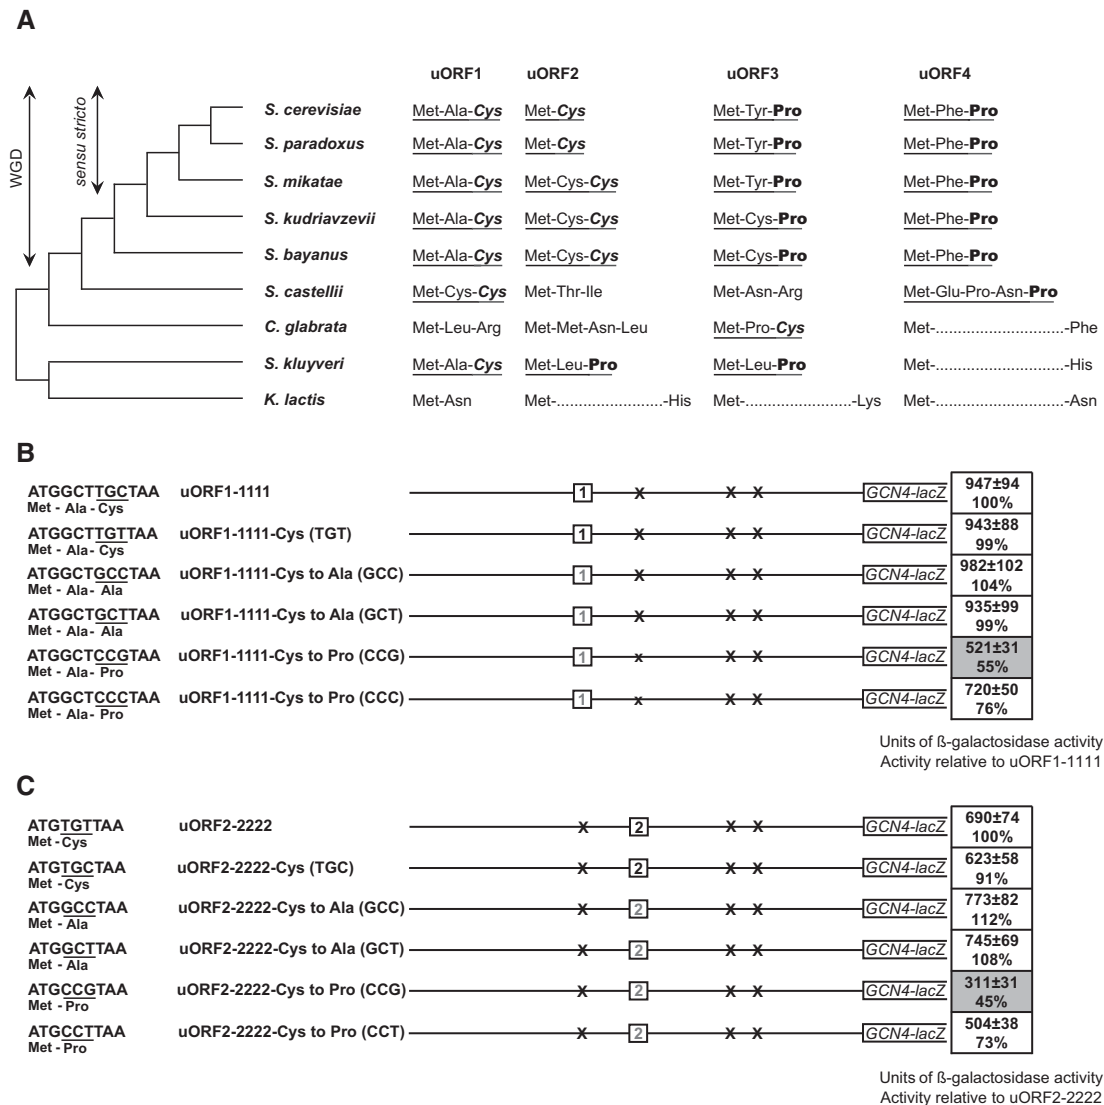 A
uORF1 uORF2 uORF3 uORF4
WGD
sensu stricto
S. cerevisiae Met-Ala-Cys Met-Cys Met-Tyr-Pro Met-Phe-Pro
S. paradoxus Met-Ala-Cys Met-Cys Met-Tyr-Pro Met-Phe-Pro
S. mikatae Met-Ala-Cys Met-Cys-Cys Met-Tyr-Pro Met-Phe-Pro
S. kudriavzevii Met-Ala-Cys Met-Cys-Cys Met-Cys-Pro Met-Phe-Pro
S. bayanus Met-Ala-Cys Met-Cys-Cys Met-Cys-Pro Met-Phe-Pro
S. castellii Met-Cys-Cys Met-Thr-Ile Met-Asn-Arg Met-Glu-Pro-Asn-Pro
C. glabrata Met-Leu-Arg Met-Met-Asn-Leu Met-Pro-Cys Met-.............................-Phe
S. kluyveri Met-Ala-Cys Met-Leu-Pro Met-Leu-Pro Met-.............................-His
K. lactis Met-Asn Met-........................-His Met-........................-Lys Met-.............................-Asn
B
ATGGCTTGCTAA uORF1-1111 1 x X X GCN4-lacZ 947±94
Met - Ala - Cys 100%
ATGGCTTGTTAA uORF1-1111-Cys (TGT) 1 x X X GCN4-lacZ 943±88
Met - Ala - Cys 99%
ATGGCTGCCTAA uORF1-1111-Cys to Ala (GCC) 1 x X X GCN4-lacZ 982±102
Met - Ala- Ala 104%
ATGGCTGCTTAA uORF1-1111-Cys to Ala (GCT) 1 x X X GCN4-lacZ 935±99
Met - Ala- Ala 99%
ATGGCTCCGTAA uORF1-1111-Cys to Pro (CCG) 1 x X X GCN4-lacZ 521±31
Met - Ala- Pro 55%
ATGGCTCCCTAA uORF1-1111-Cys to Pro (CCC) 1 x X X GCN4-lacZ 720±50
Met - Ala- Pro 76%
Units of ß-galactosidase activity
Activity relative to uORF1-1111
C
ATGTGTTAA uORF2-2222 X 2 X X GCN4-lacZ 690±74
Met - Cys 100%
ATGTGCTAA uORF2-2222-Cys (TGC) X 2 X X GCN4-lacZ 623±58
Met - Cys 91%
ATGGCCTAA uORF2-2222-Cys to Ala (GCC) X 2 X X GCN4-lacZ 773±82
Met - Ala 112%
ATGGCTTAA uORF2-2222-Cys to Ala (GCT) X 2 X X GCN4-lacZ 745±69
Met - Ala 108%
ATGCCGTAA uORF2-2222-Cys to Pro (CCG) X 2 X X GCN4-lacZ 311±31
Met - Pro 45%
ATGCCTTAA uORF2-2222-Cys to Pro (CCT) X 2 X X GCN4-lacZ 504±38
Met - Pro 73%
Units of ß-galactosidase activity
Activity relative to uORF2-2222